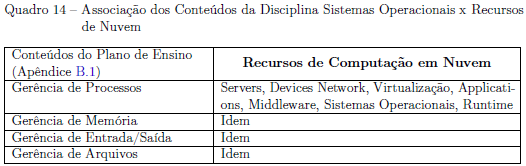 Quadro 14 – Associação dos Conteúdos da Disciplina Sistemas Operacionais x Recursos
de Nuvem
Conteúdos do Plano de Ensino
(Apêndice B.1)
Recursos de Computação em Nuvem
Gerência de Processos
Servers, Devices Network, Virtualização, Applicati-
ons, Middleware, Sistemas Operacionais, Runtime
Gerência de Memória
Idem
Gerência de Entrada/Saída
Idem
Gerência de Arquivos
Idem